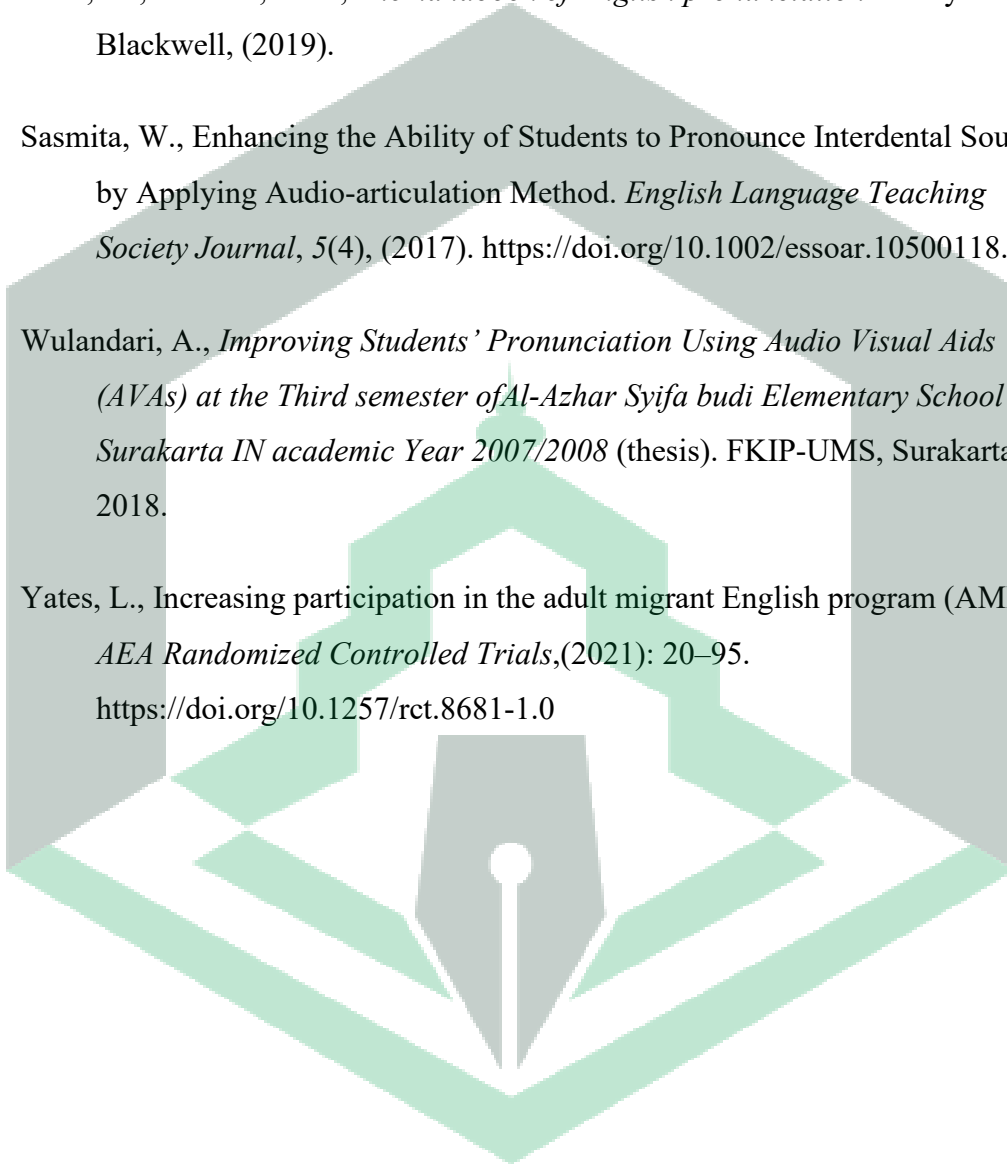 Handbook of English pronunciation
Blackwell, (2019).
Sasmita, W., Enhancing the Ability of Students to Pronounce Interdental Sou
by Applying Audio-articulation Method. English Language Teaching
Society Journal, 5(4), (2017). https://doi.org/10.1002/essoar.10500118.
Wulandari, A., Improving Students’ Pronunciation Using Audio Visual Aids
(AVAs) at the Third semester ofAl-Azhar Syifa budi Elementary School
Surakarta IN academic Year 2007/2008 (thesis). FKIP-UMS, Surakarta
2018.
Yates, L., Increasing participation in the adult migrant English program (AM
AEA Randomized Controlled Trials,(2021): 20–95.
https://doi.org/10.1257/rct.8681-1.0